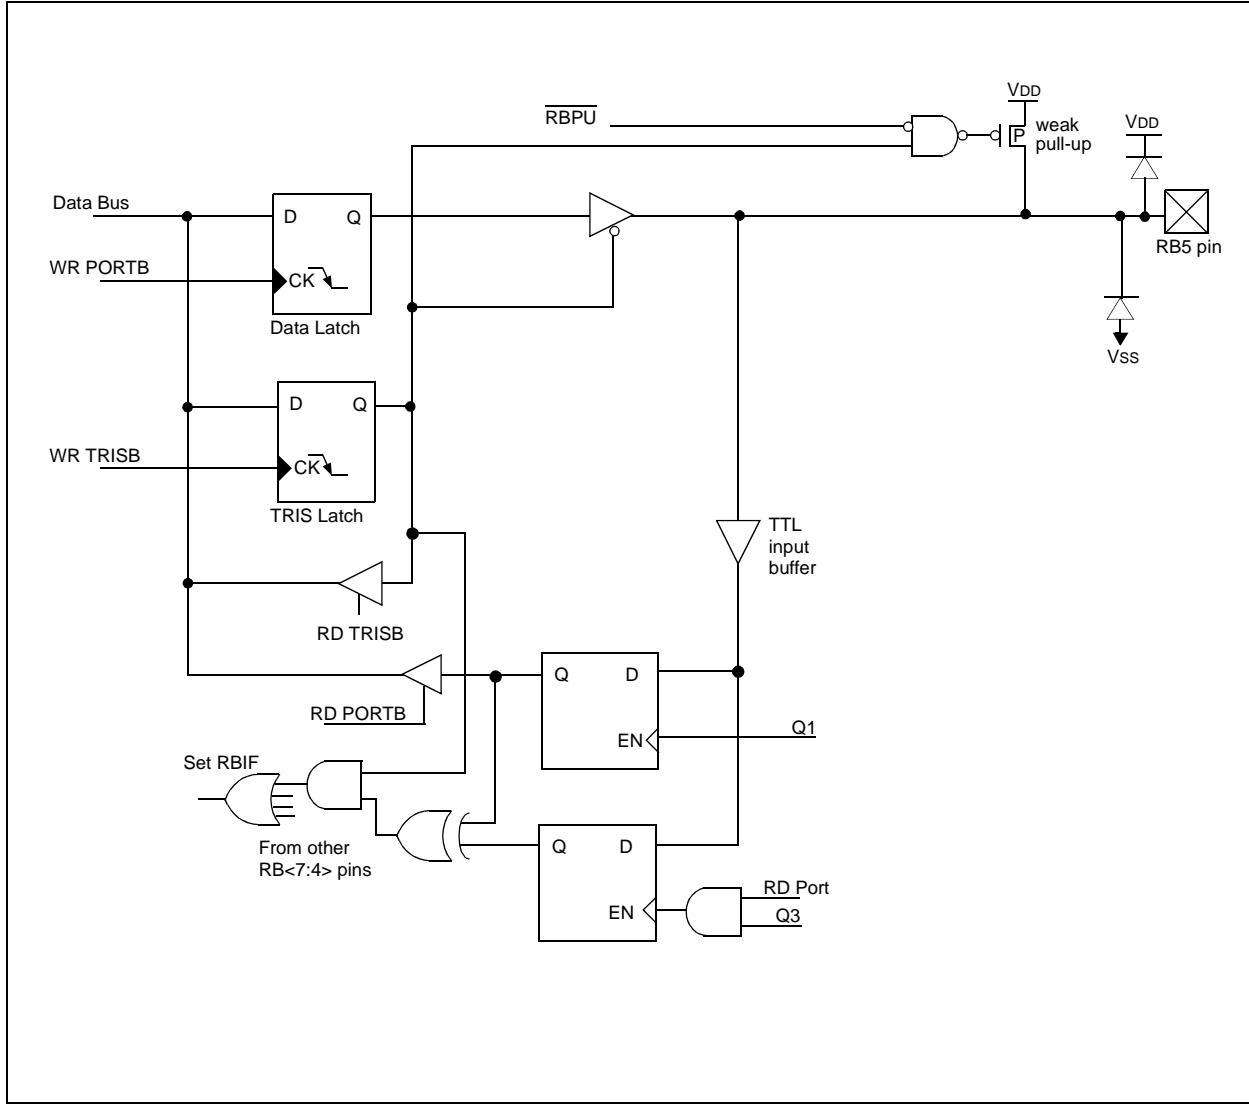 VDD
RBPU
P
weak
pull-up
VDD
Data Bus
D
Q
RB5 pin
WR PORTB
CK
Data Latch
VSS
D
Q
WR TRISB
CK
TRIS Latch
TTL
input
buffer
RD TRISB
Q
D
RD PORTB
EN
Q1
Set RBIF
From other
RB<7:4> pins
Q
D
RD Port
EN
Q3